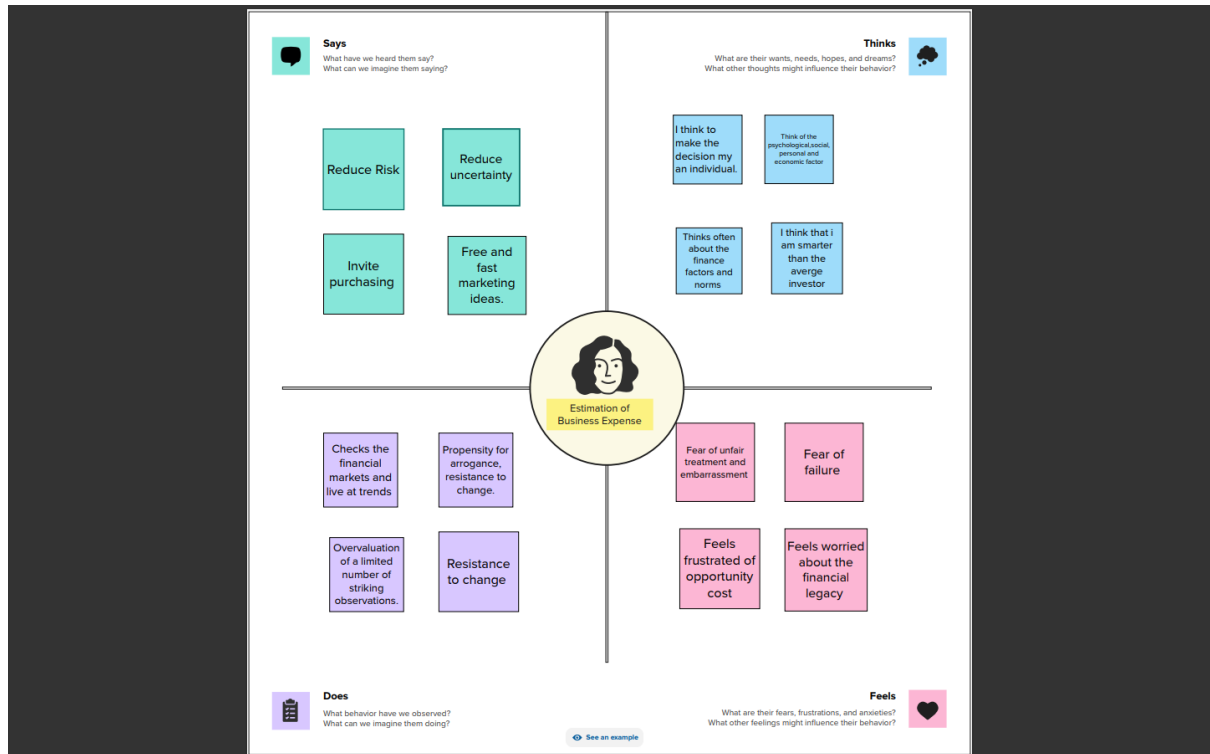 Says
What have we heard them say?
What can we imagine them saying?
Reduce Risk
Reduce
uncertainty
Invite
purchasing
Free and
fast
marketing
ideas.
Thinks
What are their wants, needs, hopes, and dreams?
What other thoughts might influence their behavior?
I think to
make the
decision my
an individual.
Think of the
psychological,social,
personal and
economic factor
Thinks often
about the
finance
factors and
norms
I think that i
am smarter
than the
averge
investor
Estimation of
Business Expense
Checks the
financial
markets and
live at trends
Propensity for
arrogance,
resistance to
change.
Overvaluation
of a limited
number of
striking
observations.
Resistance
to change
Does
What behavior have we observed?
What can we imagine them doing?
Fear of unfair
treatment and
embarrassment
Fear of
failure
Feels
frustrated of
opportunity
cost
Feels worried
about the
financial
legacy
Feels
What are their fears, frustrations, and anxieties?
What other feelings might influence their behavior?
See an example